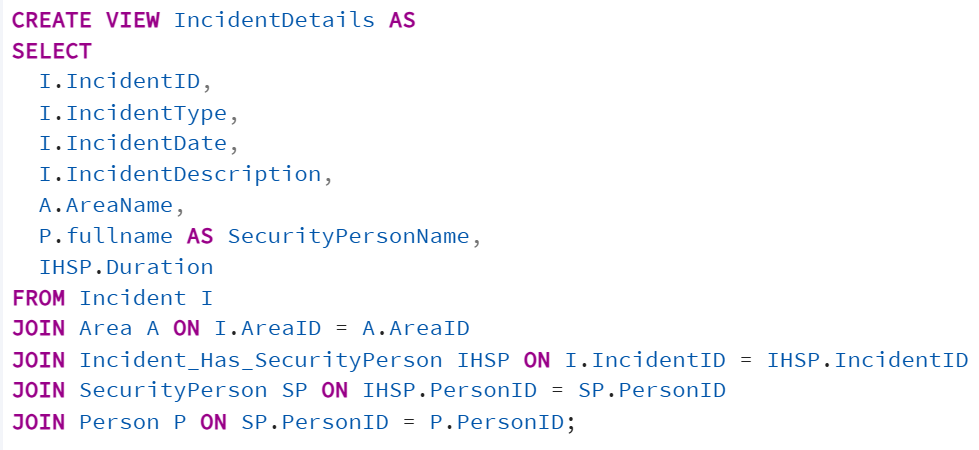 CREATE VIEW IncidentDetails AS
SELECT
  I.IncidentID,
  I.IncidentType,
  I.IncidentDate,
  I.IncidentDescription,
  A.AreaName,
  P.fullname AS SecurityPersonName,
  IHSP.Duration
FROM Incident I
JOIN Area A ON I.AreaID = A.AreaID
JOIN Incident_Has_SecurityPerson IHSP ON I.IncidentID = IHSP.IncidentID
JOIN SecurityPerson SP ON IHSP.PersonID = SP.PersonID
JOIN Person P ON SP.PersonID = P.PersonID;